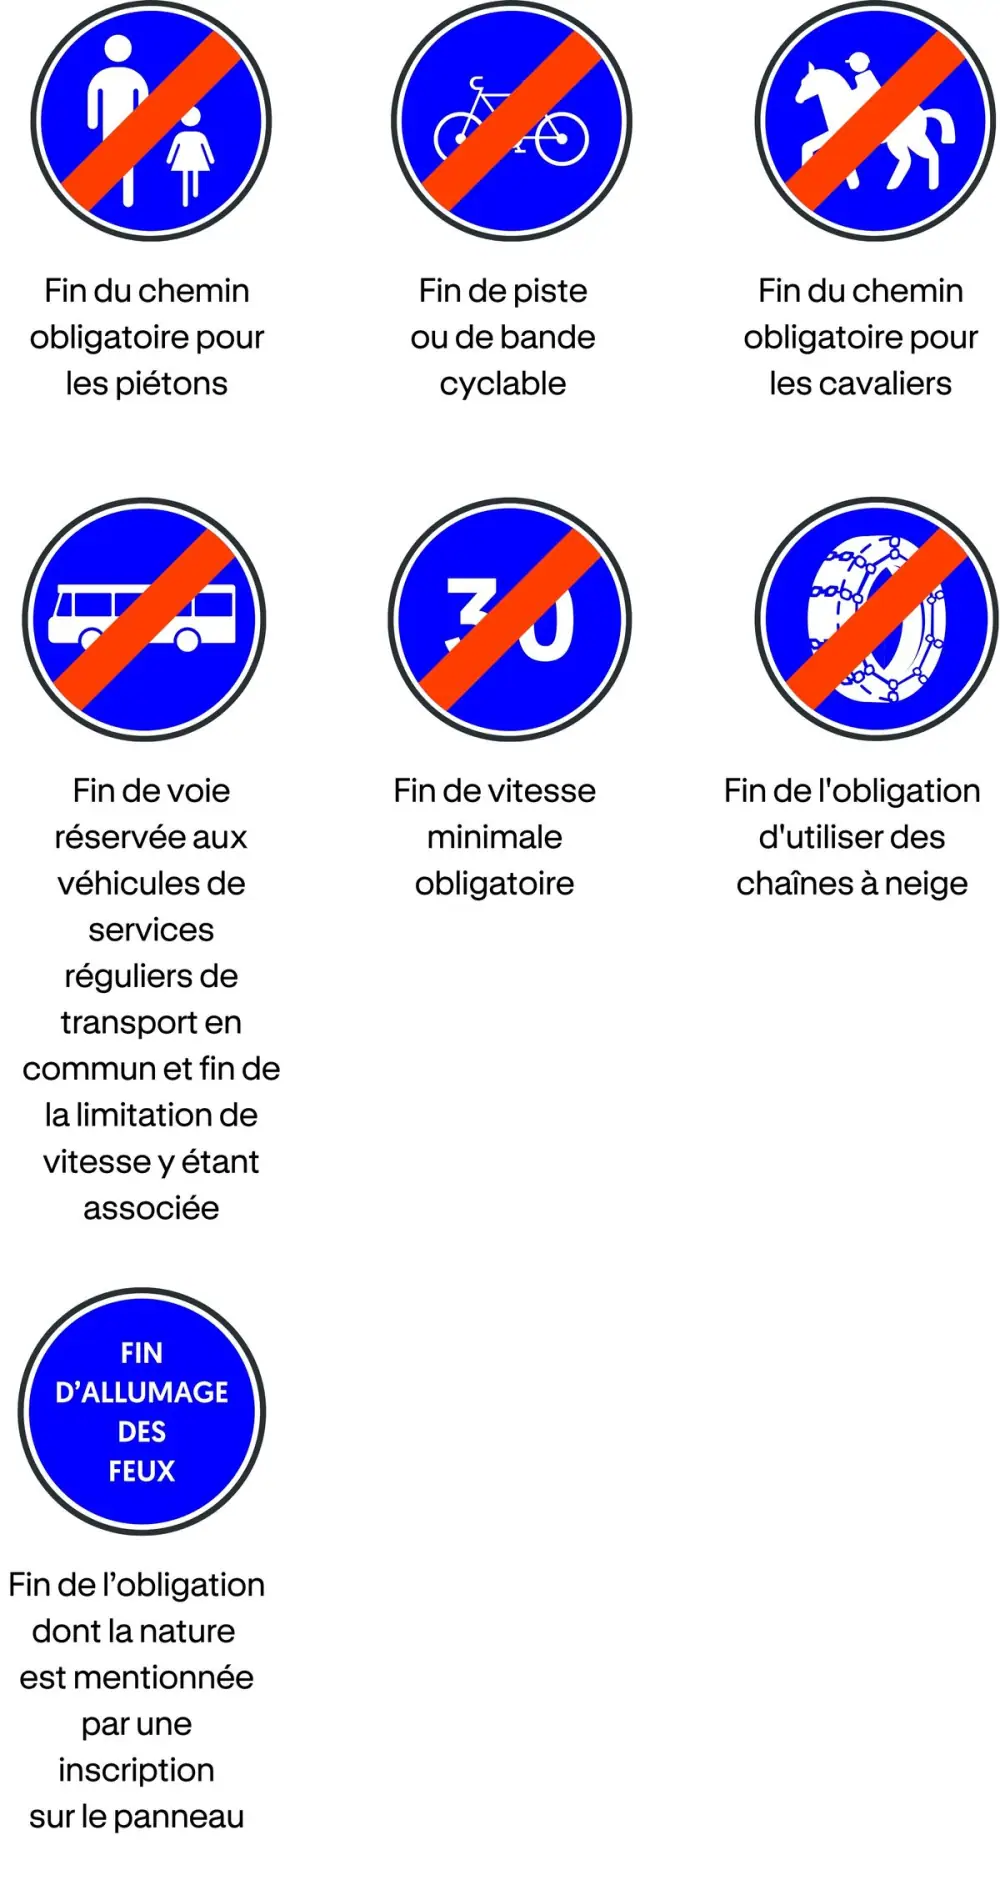 Fin du chemin
obligatoire pour
les piétons
Fin de piste
ou de bande
cyclable
Fin du chemin
obligatoire pour
les cavaliers
Fin de voie
réservée aux
véhicules de
services
réguliers de
transport en
commun et fin de
la limitation de
vitesse y étant
associée
30
Fin de vitesse
minimale
obligatoire
Fin de l'obligation
d'utiliser des
chaînes à neige
FIN
D’ALLUMAGE
DES
FEUX
Fin de l’obligation
dont la nature
est mentionnée
par une
inscription
sur le panneau